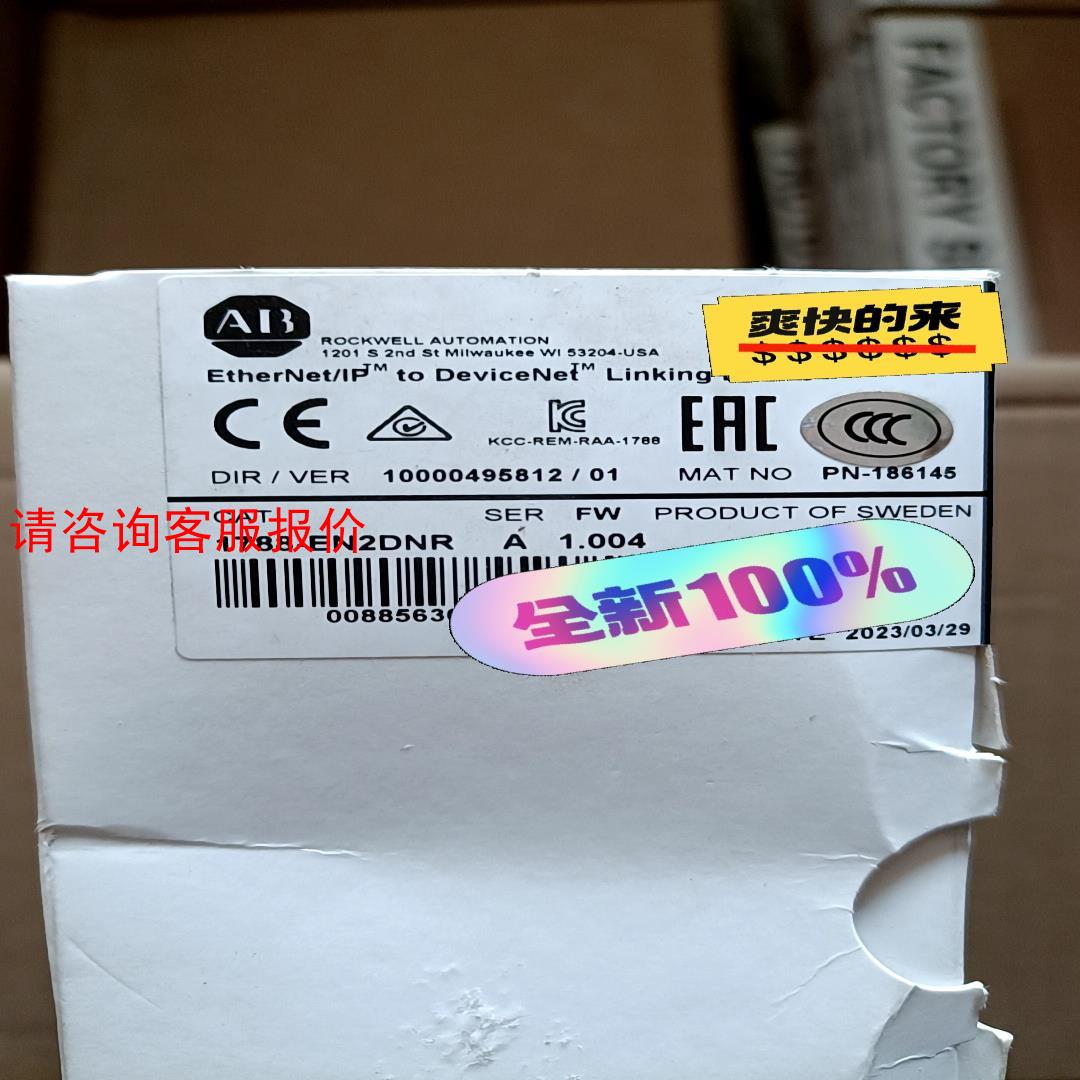 FACTORY
AB
ROCKWELL AUTOMATION
1201 S 2nd St Milwaukee WI 53204-USA
EtherNet/IP™ to DeviceNet™ Linking
爽快的来
$$$$$$
CE
KC
EAC
CCC
KCC-REM-RAA-1788
DIR / VER 10000495812 / 01 MAT NO PN-186145
CAT SER FW PRODUCT OF SWEDEN
请咨询客服报价
1788-EN2DNR A 1.004
全新100%
0088563
2023/03/29